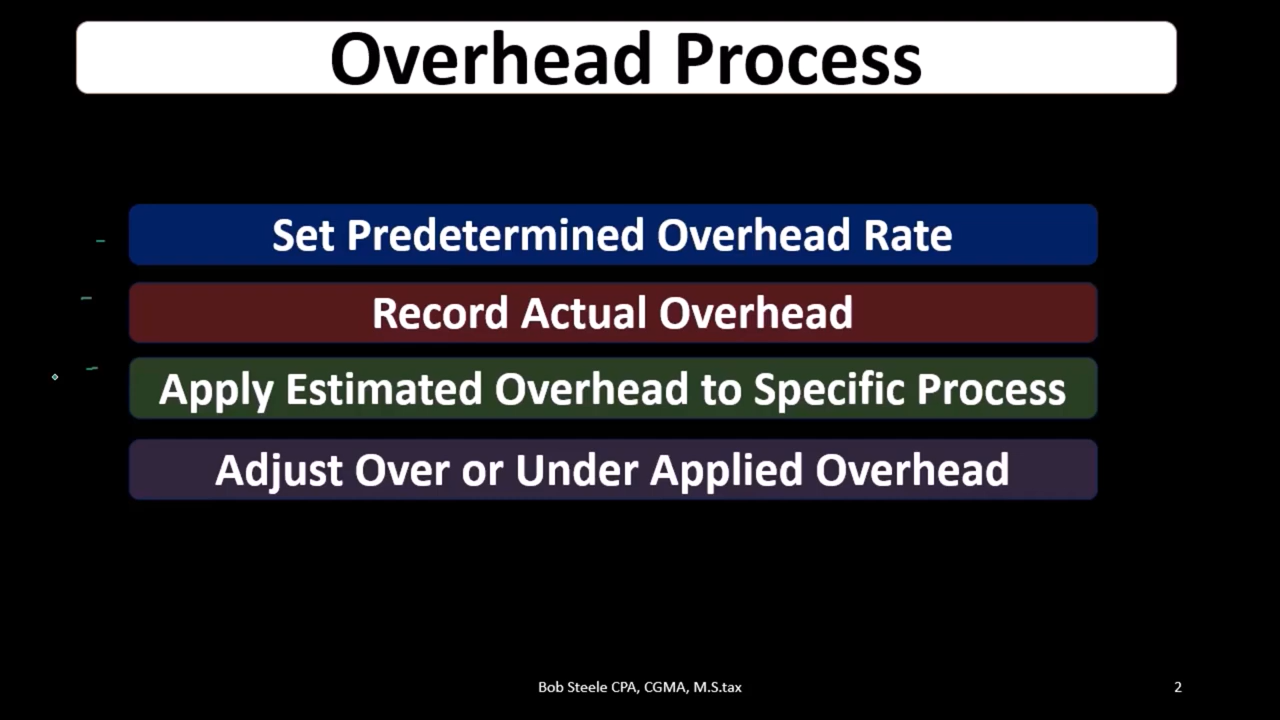 Overhead Process
Set Predetermined Overhead Rate
Record Actual Overhead
Apply Estimated Overhead to Specific Process
Adjust Over or Under Applied Overhead
Bob Steele CPA, CGMA, M.S.tax
2